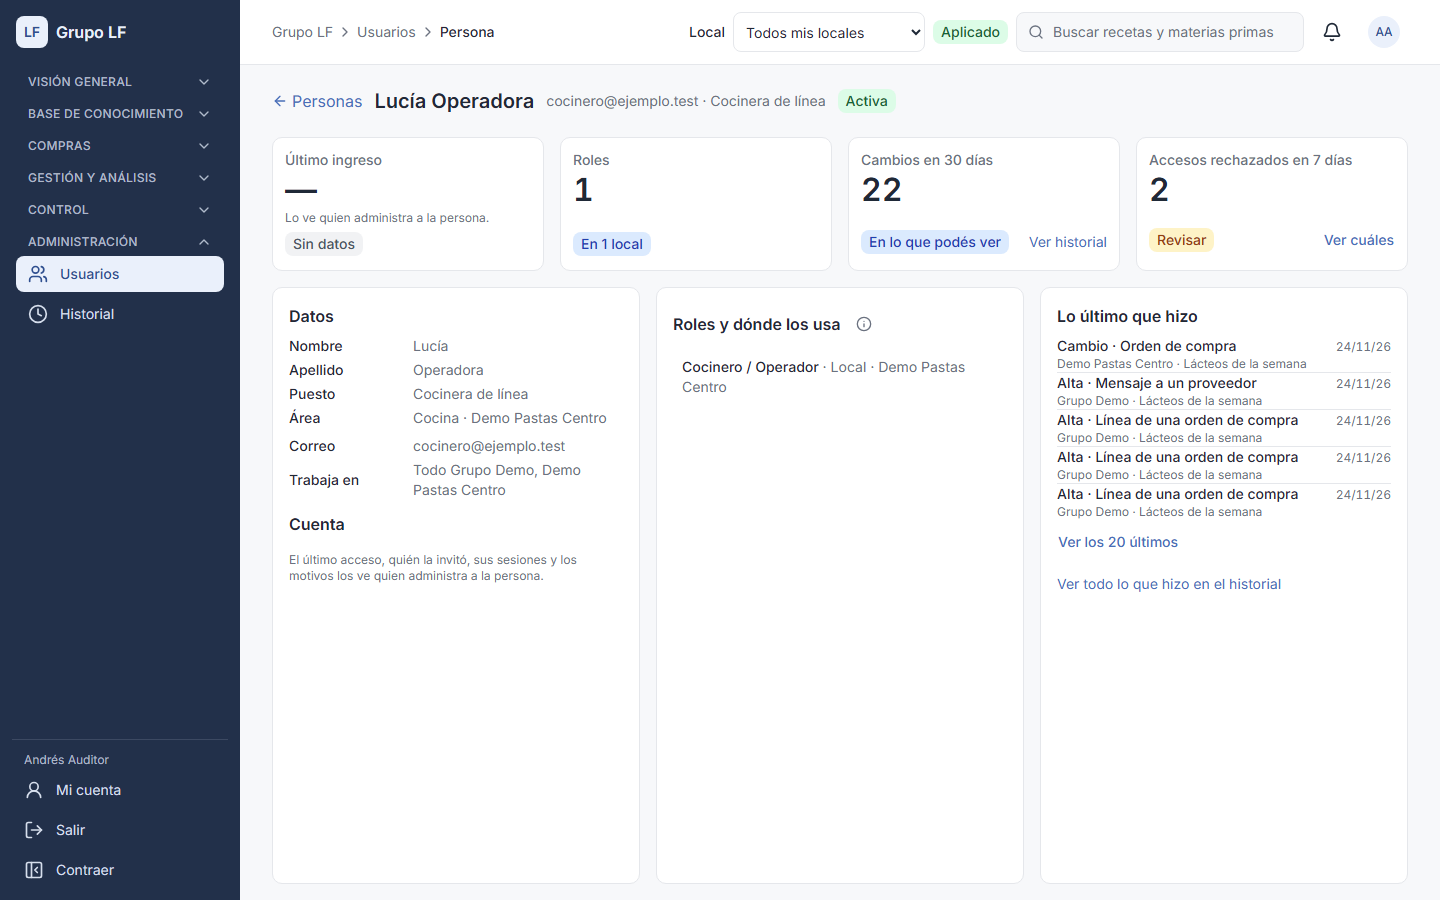 LF Grupo LF
VISIÓN GENERAL
BASE DE CONOCIMIENTO
COMPRAS
GESTIÓN Y ANÁLISIS
CONTROL
ADMINISTRACIÓN
Usuarios
Historial
Andrés Auditor
Mi cuenta
Salir
Contraer
Grupo LF Usuarios Persona
Local Todos mis locales Aplicado Buscar recetas y materias primas AA
Personas Lucía Operadora cocinero@ejemplo.test · Cocinera de línea Activa
Último ingreso
—
Lo ve quien administra a la persona.
Sin datos
Roles
1
En 1 local
Cambios en 30 días
22
En lo que podés ver Ver historial
Accesos rechazados en 7 días
2
Revisar Ver cuáles
Datos
Nombre Lucía
Apellido Operadora
Puesto Cocinera de línea
Área Cocina · Demo Pastas Centro
Correo cocinero@ejemplo.test
Trabaja en Todo Grupo Demo, Demo
Pastas Centro
Cuenta
El último acceso, quién la invitó, sus sesiones y los
motivos los ve quien administra a la persona.
Roles y dónde los usa
Cocinero / Operador · Local · Demo Pastas
Centro
Lo último que hizo
Cambio · Orden de compra 24/11/26
Demo Pastas Centro · Lácteos de la semana
Alta · Mensaje a un proveedor 24/11/26
Grupo Demo · Lácteos de la semana
Alta · Línea de una orden de compra 24/11/26
Grupo Demo · Lácteos de la semana
Alta · Línea de una orden de compra 24/11/26
Grupo Demo · Lácteos de la semana
Alta · Línea de una orden de compra 24/11/26
Grupo Demo · Lácteos de la semana
Ver los 20 últimos
Ver todo lo que hizo en el historial